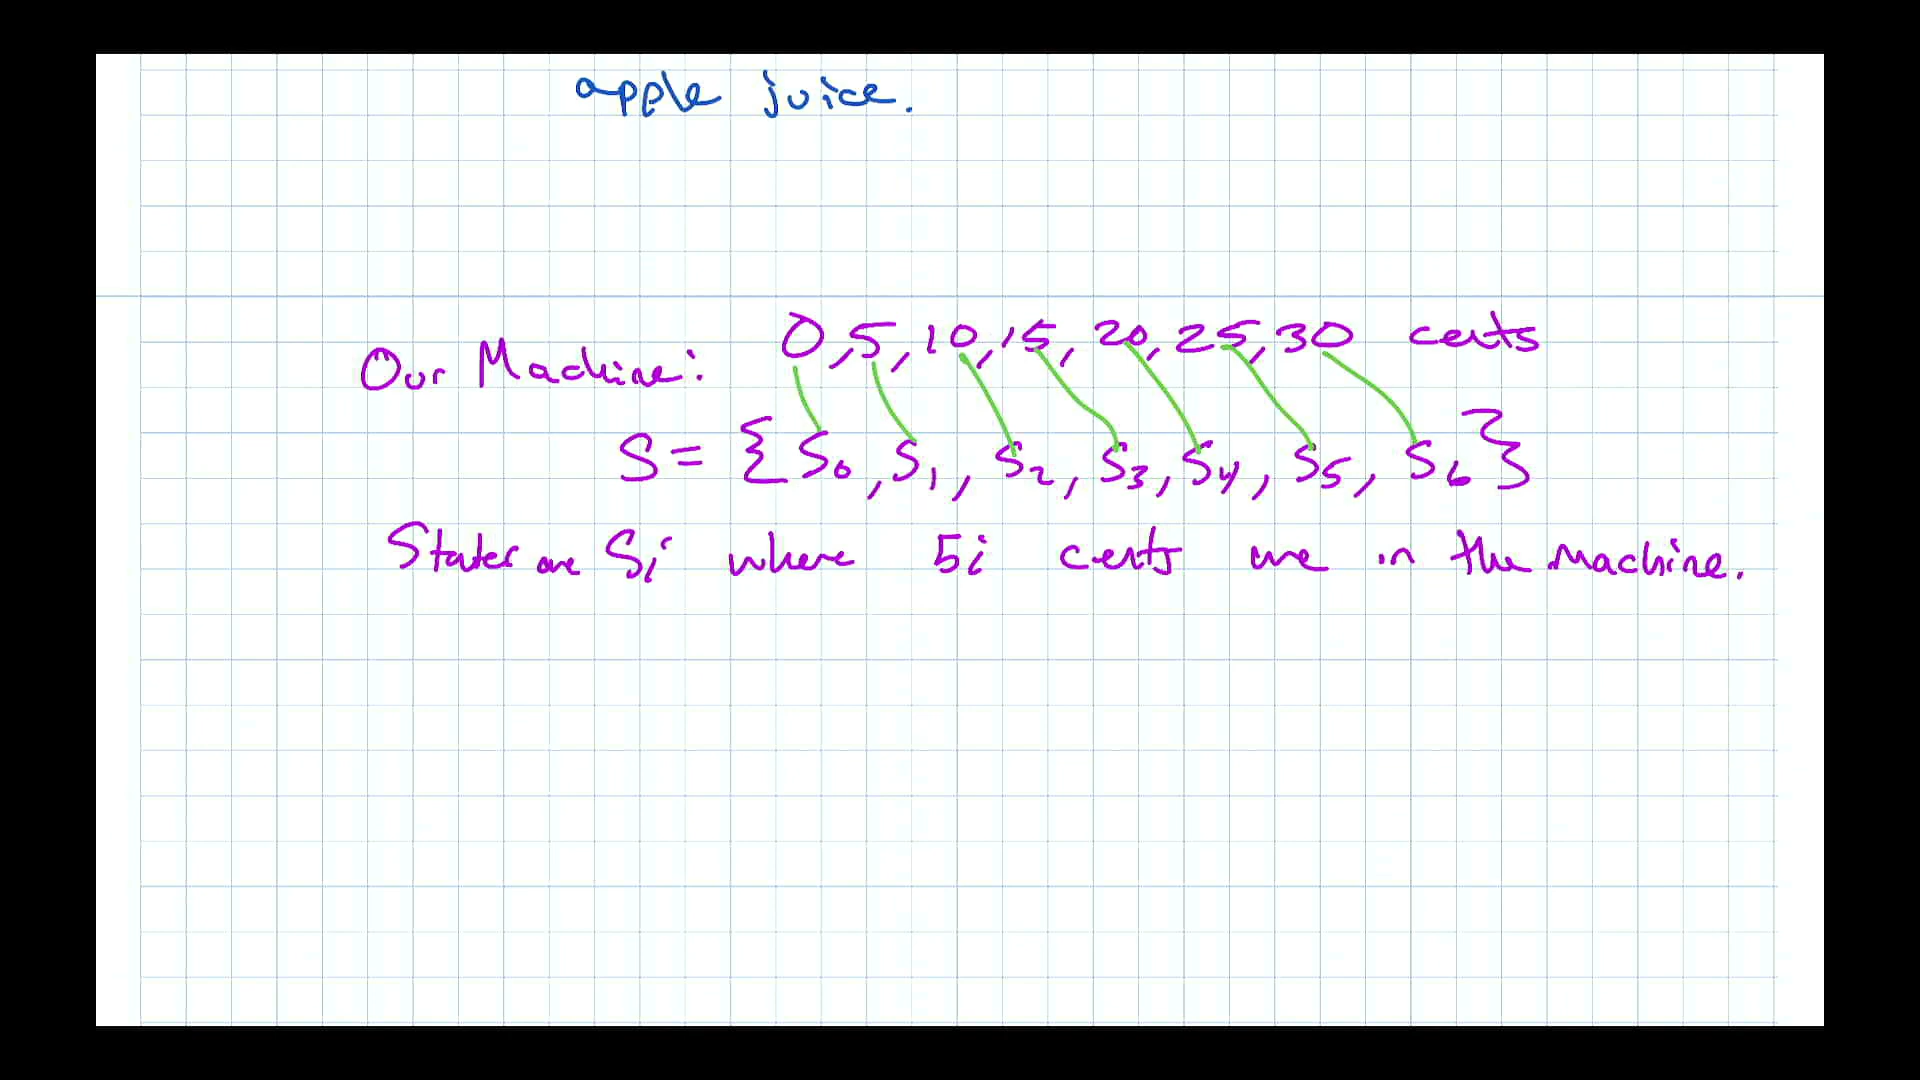 apple juice.
0, 5, 10, 15, 20, 25, 30 cents
Our Machine:
S = {S₀, S₁, S₂, S₃, S₄, S₅, S₆}
States are Si where 5i cents are in the Machine.